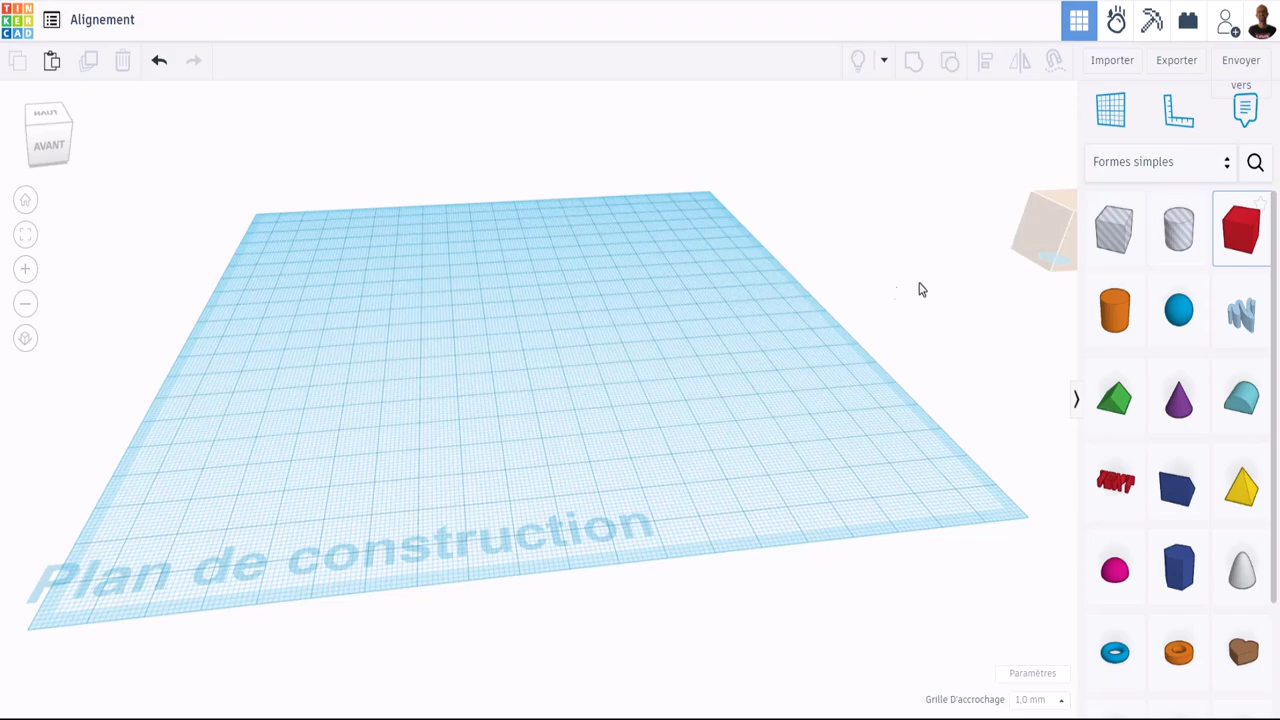 TIN
KER
CAD
Alignement
Importer
Exporter
Envoyer
vers
HAUT
AVANT
Formes simples
TEXT
Plan de construction
Paramètres
Grille D'accrochage
1,0 mm